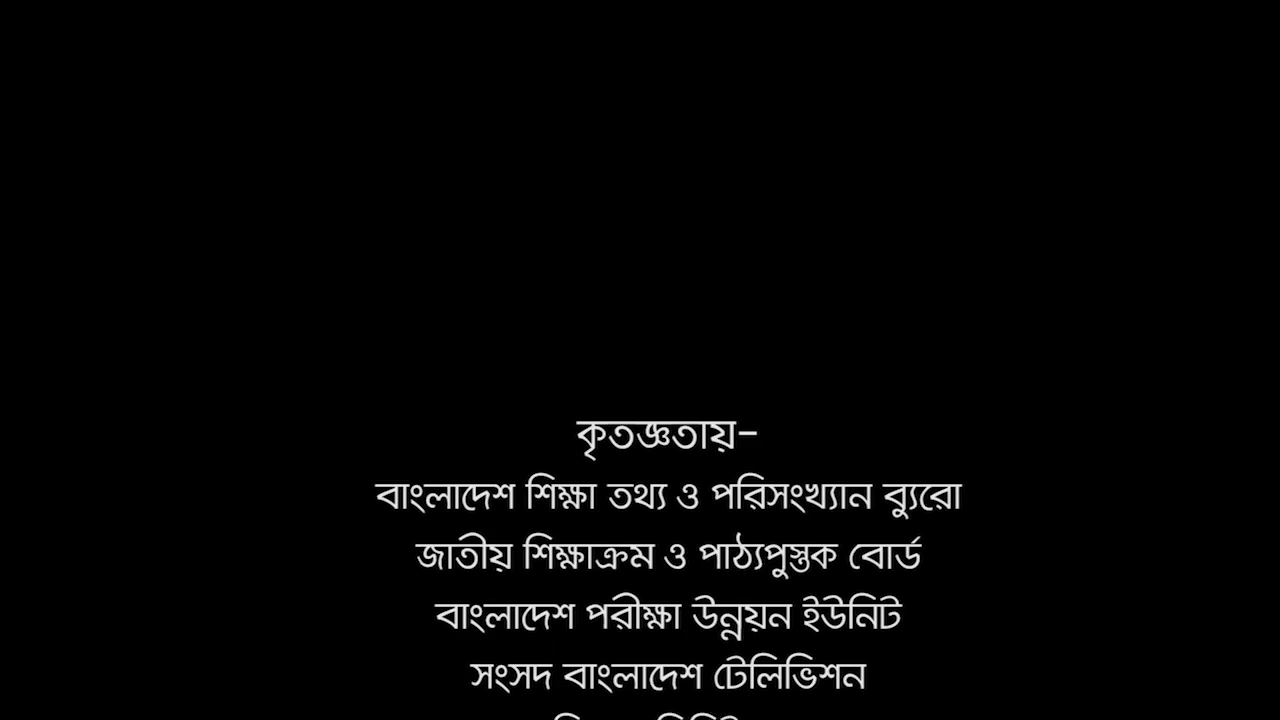 কৃতজ্ঞতায়–
বাংলাদেশ শিক্ষা তথ্য ও পরিসংখ্যান ব্যুরো
জাতীয় শিক্ষাক্রম ও পাঠ্যপুস্তক বোর্ড
বাংলাদেশ পরীক্ষা উন্নয়ন ইউনিট
সংসদ বাংলাদেশ টেলিভিশন